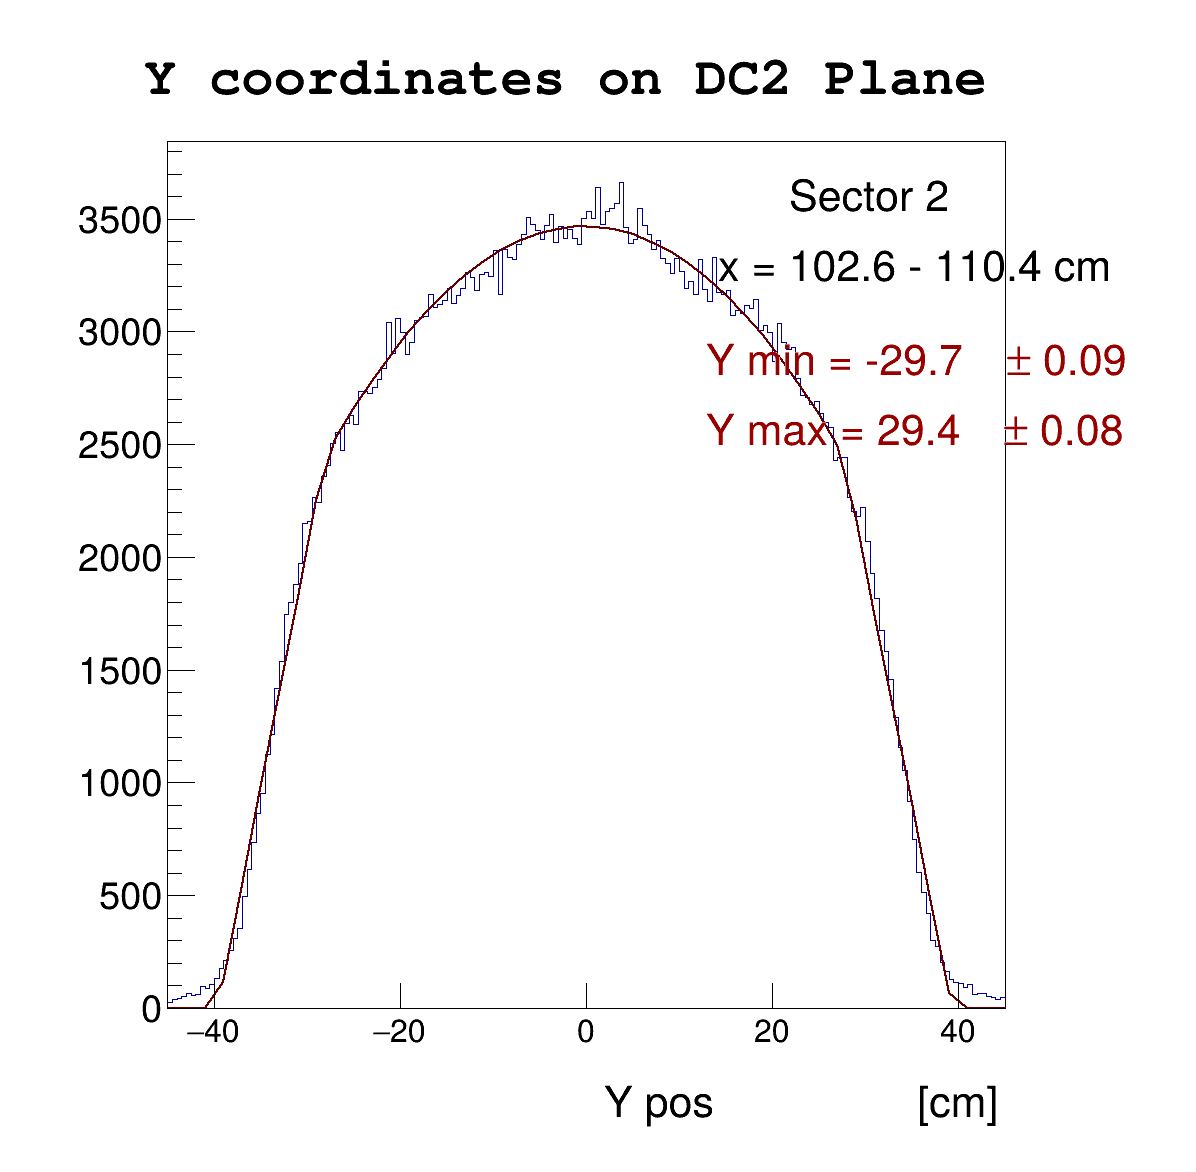 Y coordinates on DC2 Plane
Sector 2
x = 102.6 - 110.4 cm
Y min = -29.7 ± 0.09
Y max = 29.4 ± 0.08
3500
3000
2500
2000
1500
1000
500
0
−40 −20 0 20 40
Y pos [cm]